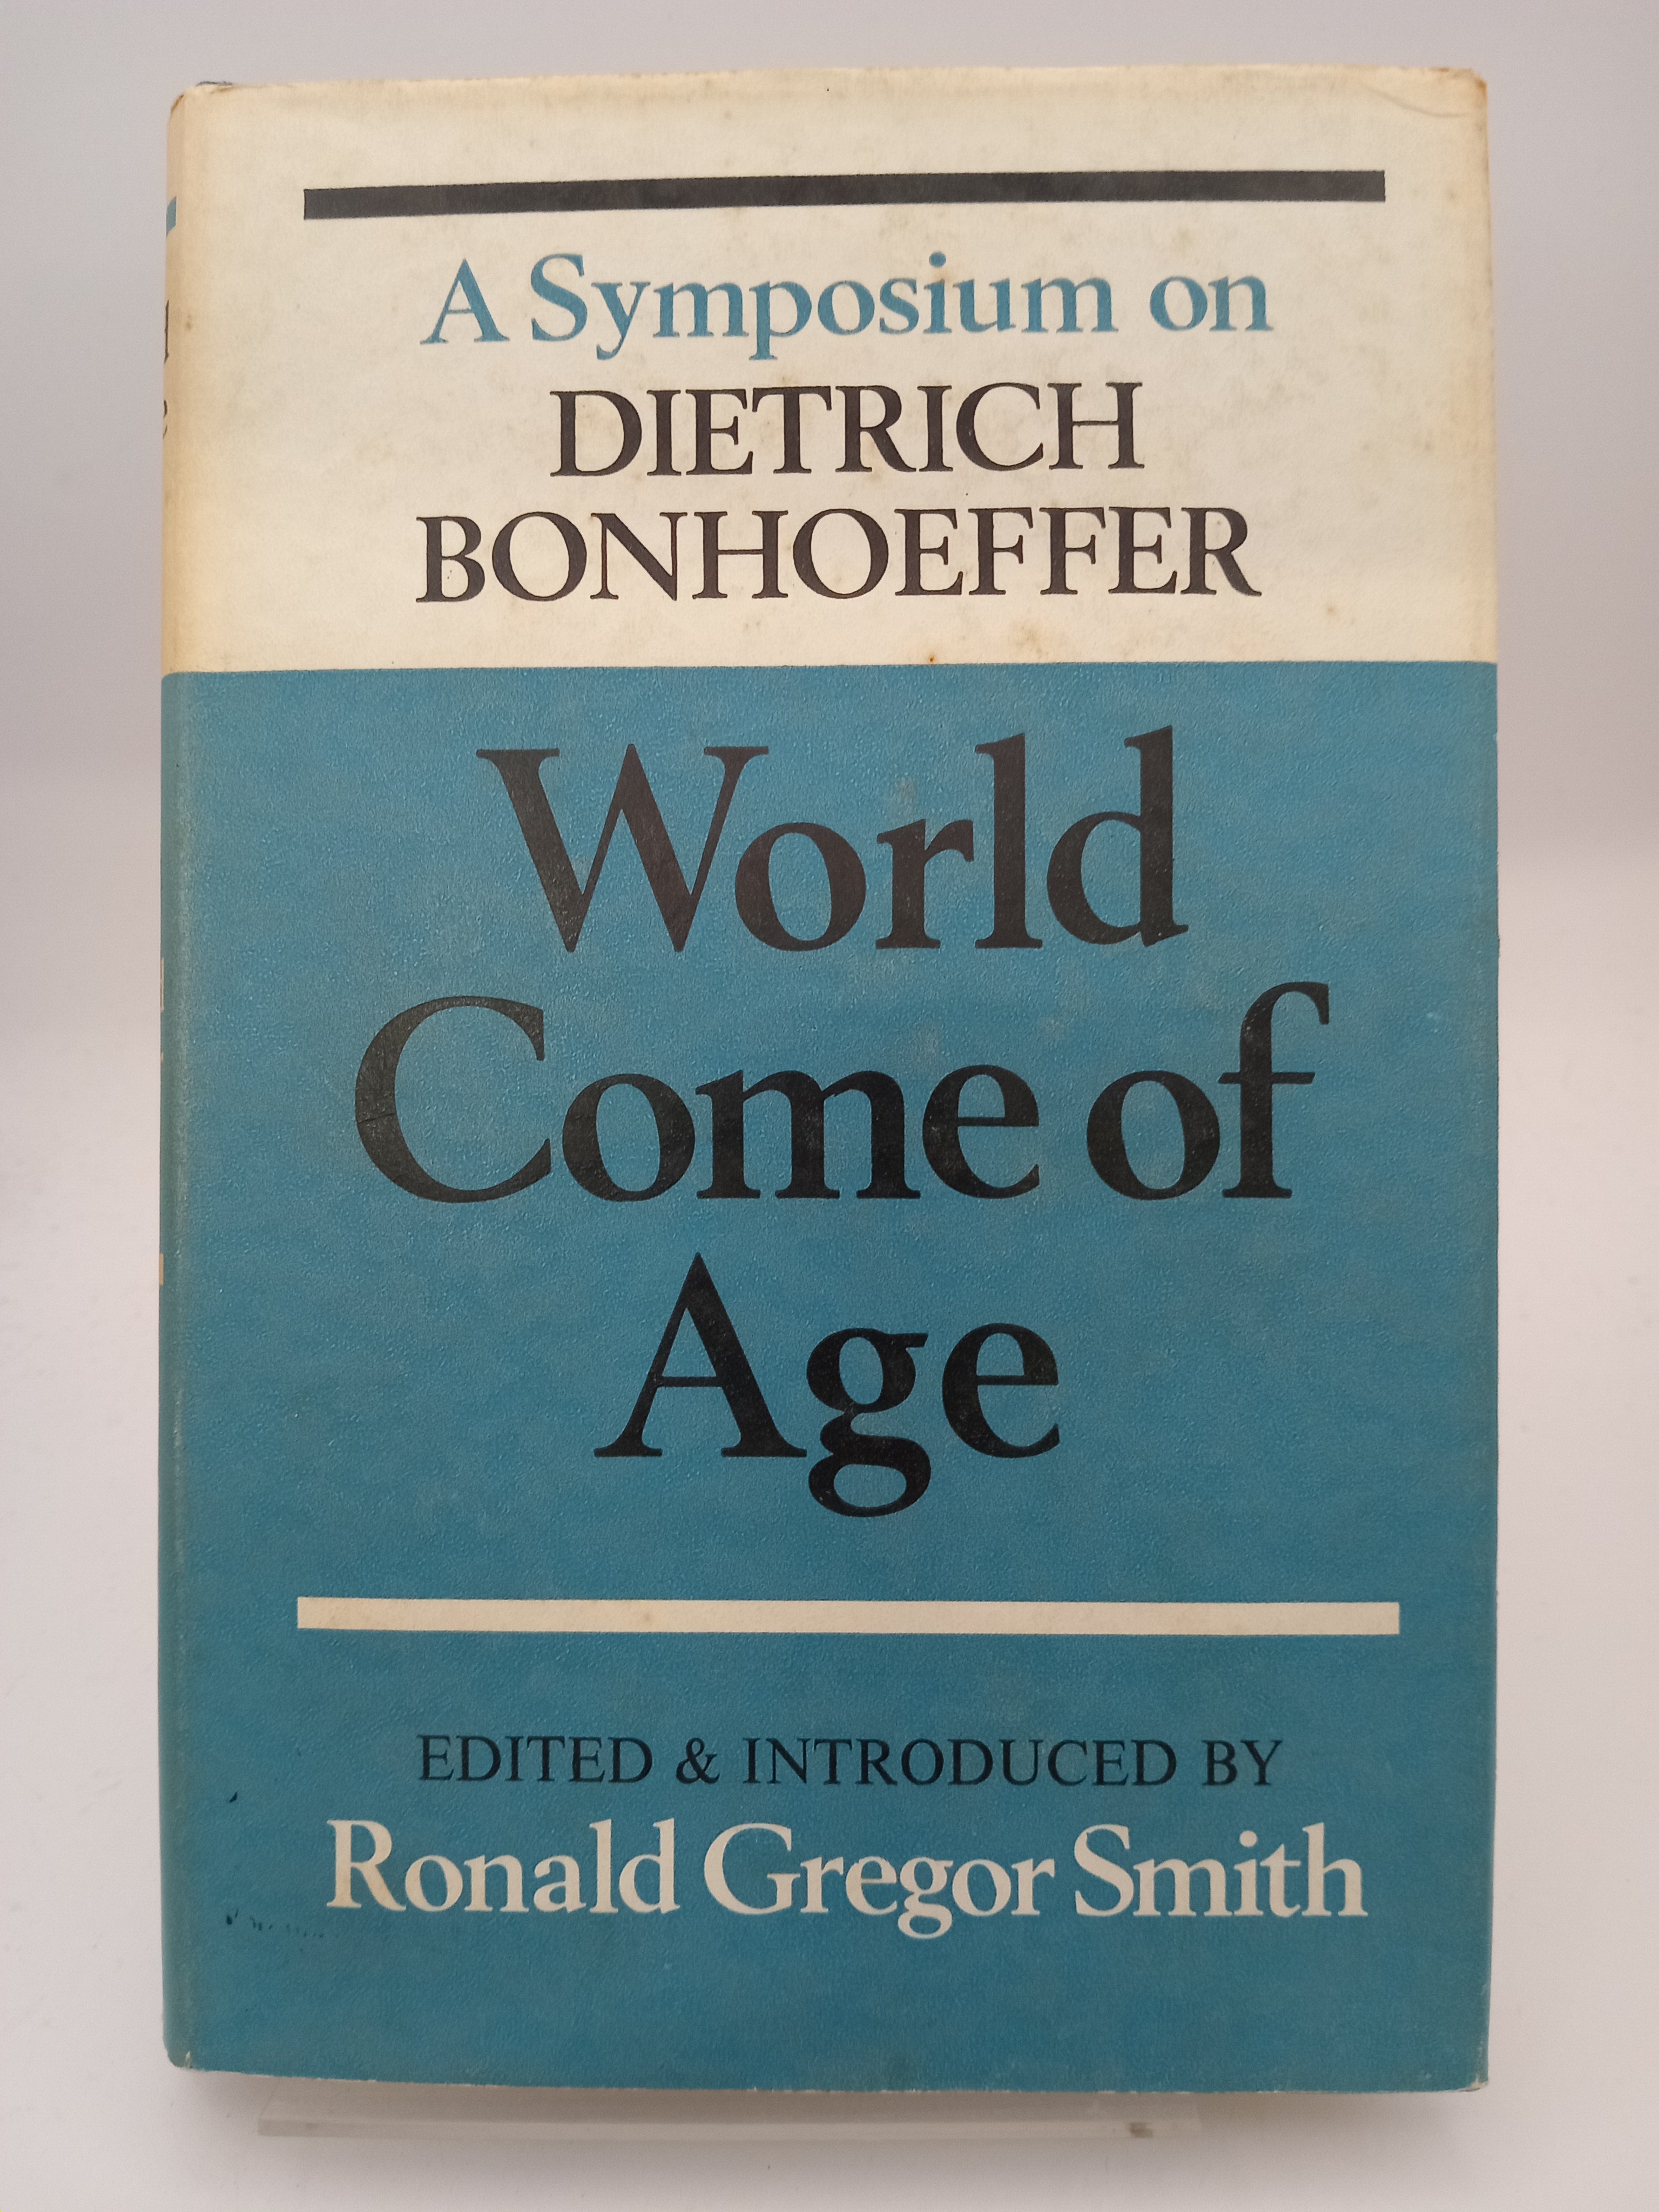 A Symposium on
DIETRICH
BONHOEFFER
World
Come of
Age
EDITED & INTRODUCED BY
Ronald Gregor Smith